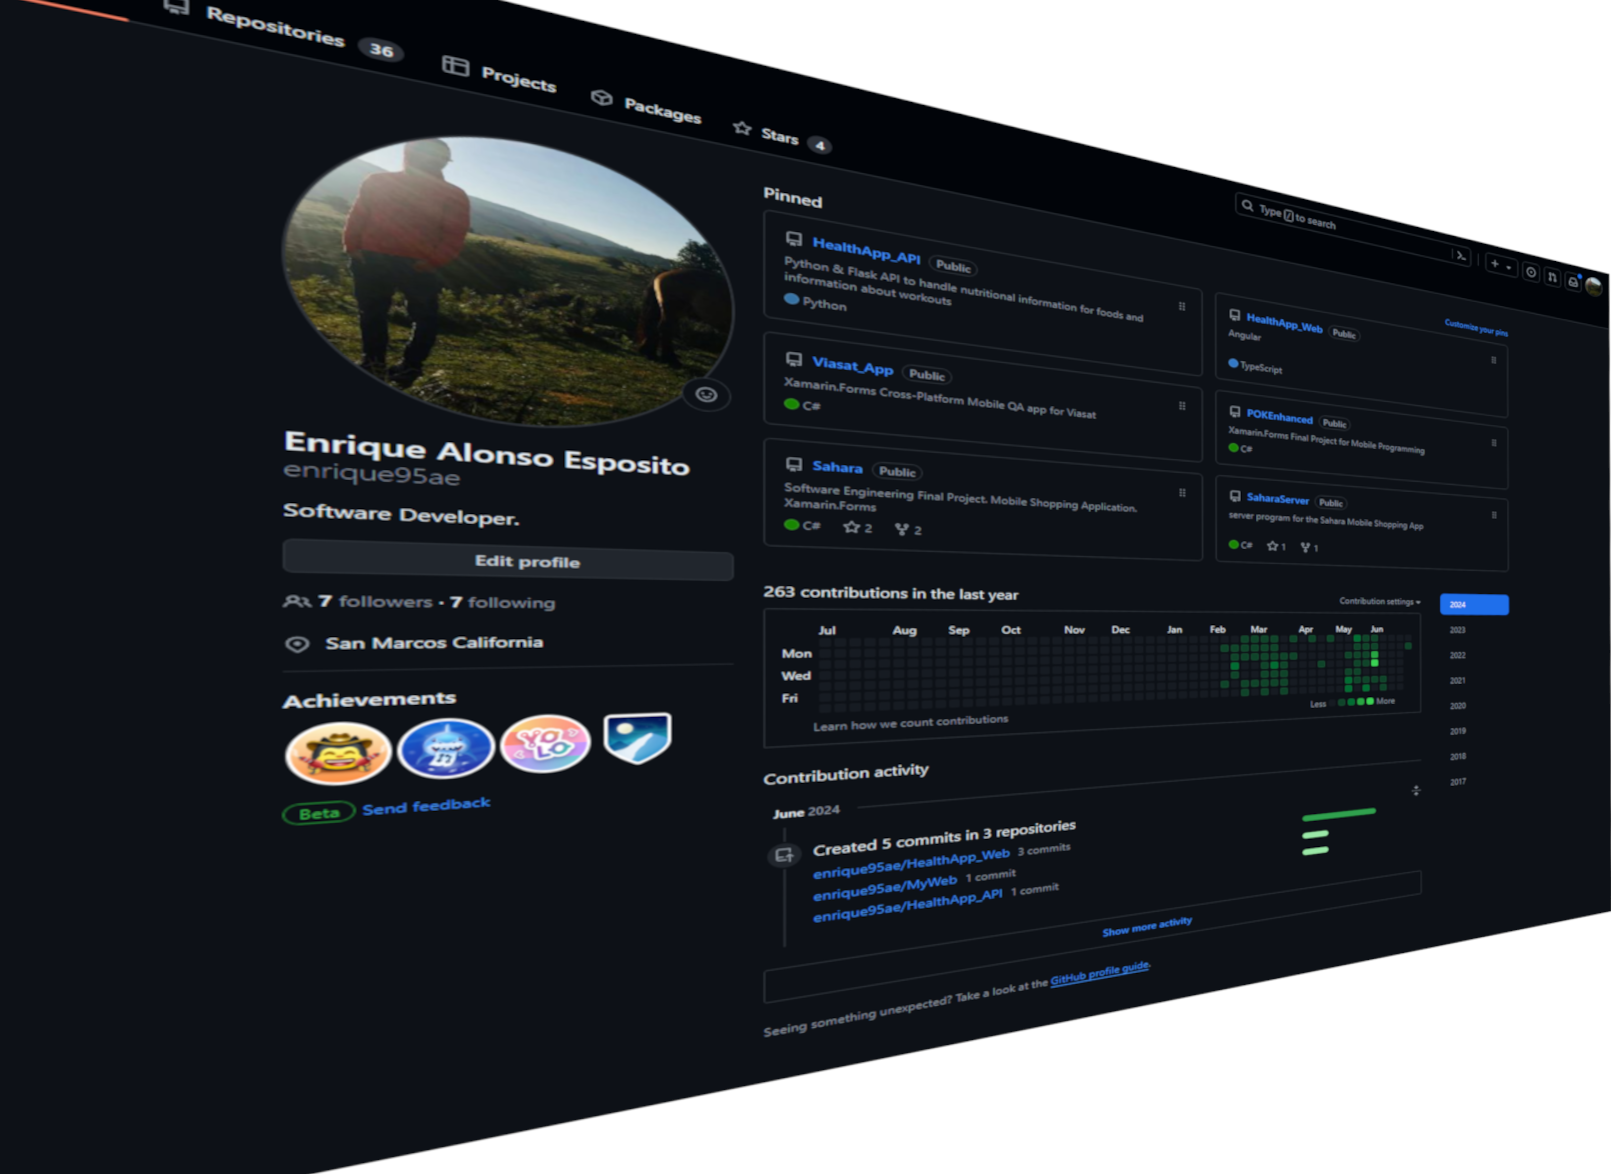 Repositories 36
Projects
Packages
Stars 4
Type / to search
Enrique Alonso Esposito
enrique95ae
Software Developer.
Edit profile
7 followers · 7 following
San Marcos California
Achievements
YOLO
Beta Send feedback
Pinned
Customize your pins
HealthApp_API Public
Python & Flask API to handle nutritional information for foods and
information about workouts
Python
HealthApp_Web Public
Angular
TypeScript
Viasat_App Public
Xamarin.Forms Cross-Platform Mobile QA app for Viasat
C#
POKEnhanced Public
Xamarin.Forms Final Project for Mobile Programming
C#
Sahara Public
Software Engineering Final Project. Mobile Shopping Application.
Xamarin.Forms
C# 2 2
SaharaServer Public
server program for the Sahara Mobile Shopping App
C# 1 1
263 contributions in the last year
Contribution settings
Jul Aug Sep Oct Nov Dec Jan Feb Mar Apr May Jun
Mon
Wed
Fri
Learn how we count contributions
Less More
2024
2023
2022
2021
2020
2019
2018
2017
Contribution activity
June 2024
Created 5 commits in 3 repositories
enrique95ae/HealthApp_Web 3 commits
enrique95ae/MyWeb 1 commit
enrique95ae/HealthApp_API 1 commit
Show more activity
Seeing something unexpected? Take a look at the GitHub profile guide.